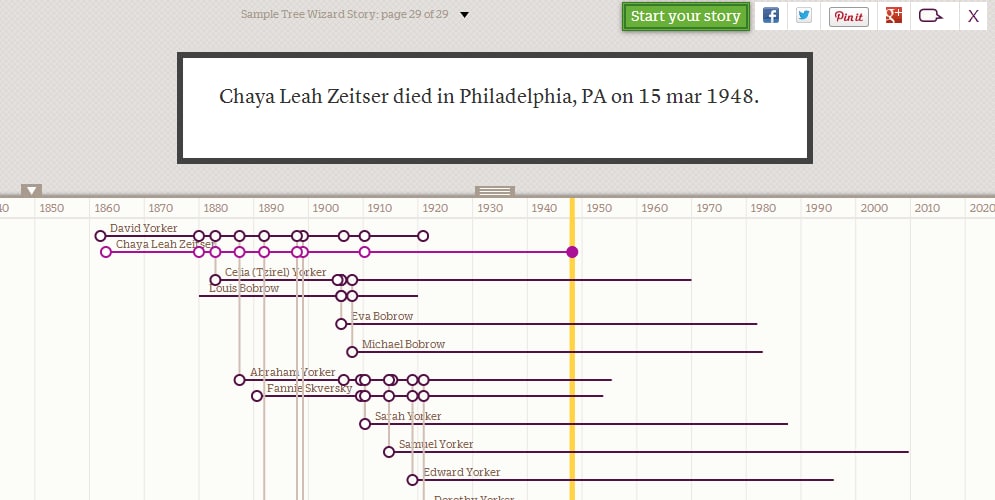 Sample Tree Wizard Story: page 29 of 29
Start your story
Pin it
g+
X
Chaya Leah Zeitser died in Philadelphia, PA on 15 mar 1948.
40 1850 1860 1870 1880 1890 1900 1910 1920 1930 1940 1950 1960 1970 1980 1990 2000 2010 2020
David Yorker
Chaya Leah Zeitser
Celia (Tzirel) Yorker
Louis Bobrow
Eva Bobrow
Michael Bobrow
Abraham Yorker
Fannie Skversky
Sarah Yorker
Samuel Yorker
Edward Yorker
Dorothy Yorker